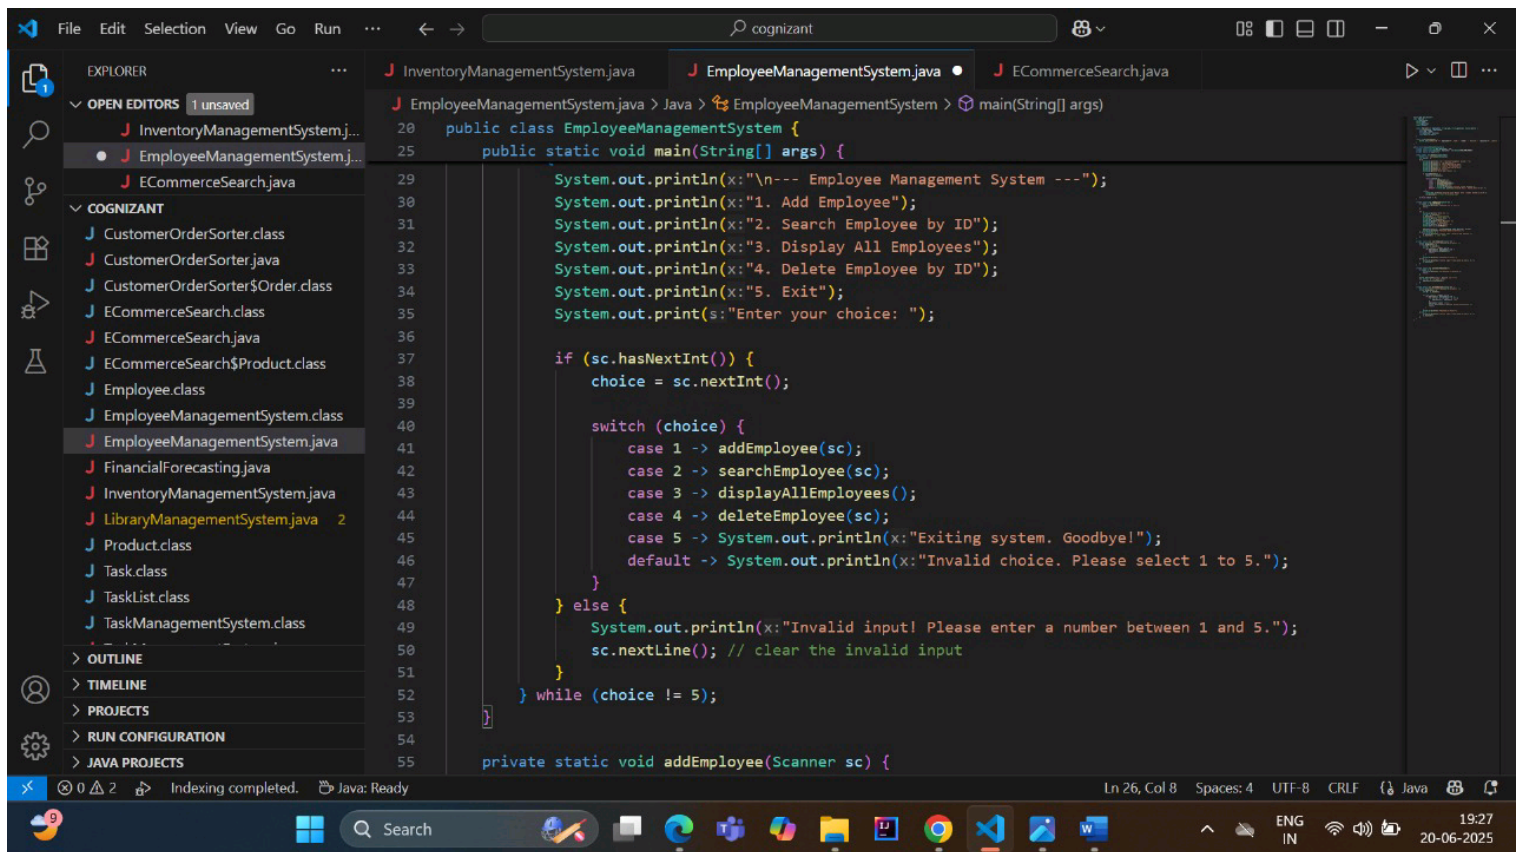 File Edit Selection View Go Run ··· cognizant
EXPLORER ···
InventoryManagementSystem.java EmployeeManagementSystem.java ECommerceSearch.java
OPEN EDITORS 1 unsaved
InventoryManagementSystem.j...
EmployeeManagementSystem.j...
ECommerceSearch.java
COGNIZANT
CustomerOrderSorter.class
CustomerOrderSorter.java
CustomerOrderSorter$Order.class
ECommerceSearch.class
ECommerceSearch.java
ECommerceSearch$Product.class
Employee.class
EmployeeManagementSystem.class
EmployeeManagementSystem.java
FinancialForecasting.java
InventoryManagementSystem.java
LibraryManagementSystem.java 2
Product.class
Task.class
TaskList.class
TaskManagementSystem.class
OUTLINE
TIMELINE
PROJECTS
RUN CONFIGURATION
JAVA PROJECTS
EmployeeManagementSystem.java > Java > EmployeeManagementSystem > main(String[] args)
20 public class EmployeeManagementSystem {
25 public static void main(String[] args) {
29 System.out.println(x:"\n--- Employee Management System ---");
30 System.out.println(x:"1. Add Employee");
31 System.out.println(x:"2. Search Employee by ID");
32 System.out.println(x:"3. Display All Employees");
33 System.out.println(x:"4. Delete Employee by ID");
34 System.out.println(x:"5. Exit");
35 System.out.print(s:"Enter your choice: ");
36
37 if (sc.hasNextInt()) {
38 choice = sc.nextInt();
39
40 switch (choice) {
41 case 1 -> addEmployee(sc);
42 case 2 -> searchEmployee(sc);
43 case 3 -> displayAllEmployees();
44 case 4 -> deleteEmployee(sc);
45 case 5 -> System.out.println(x:"Exiting system. Goodbye!");
46 default -> System.out.println(x:"Invalid choice. Please select 1 to 5.");
47 }
48 } else {
49 System.out.println(x:"Invalid input! Please enter a number between 1 and 5.");
50 sc.nextLine(); // clear the invalid input
51 }
52 } while (choice != 5);
53 }
54
55 private static void addEmployee(Scanner sc) {
0 2 Indexing completed. Java: Ready Ln 26, Col 8 Spaces: 4 UTF-8 CRLF Java
9 Search ENG 19:27
IN 20-06-2025